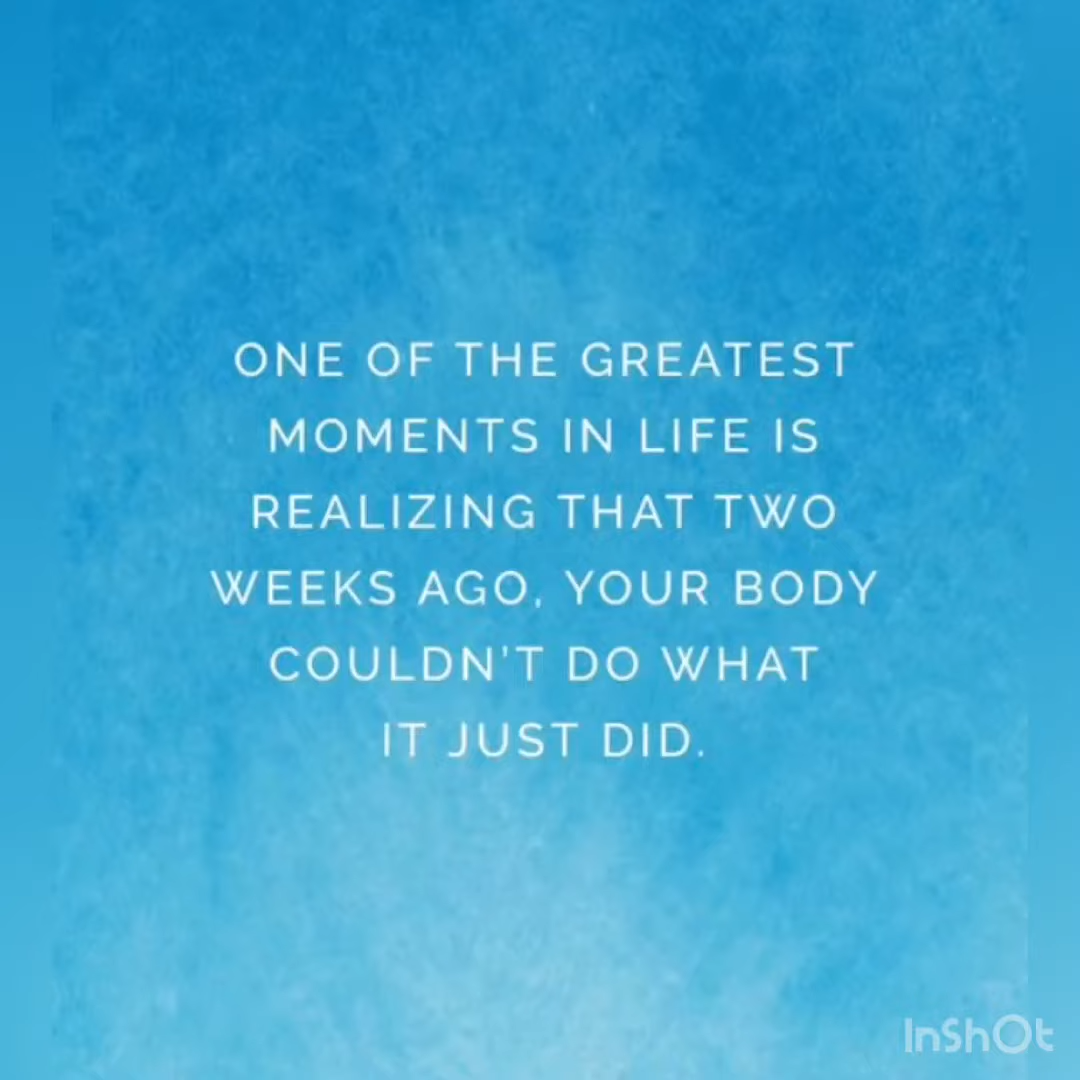 ONE OF THE GREATEST
MOMENTS IN LIFE IS
REALIZING THAT TWO
WEEKS AGO, YOUR BODY
COULDN'T DO WHAT
IT JUST DID.
InShOt